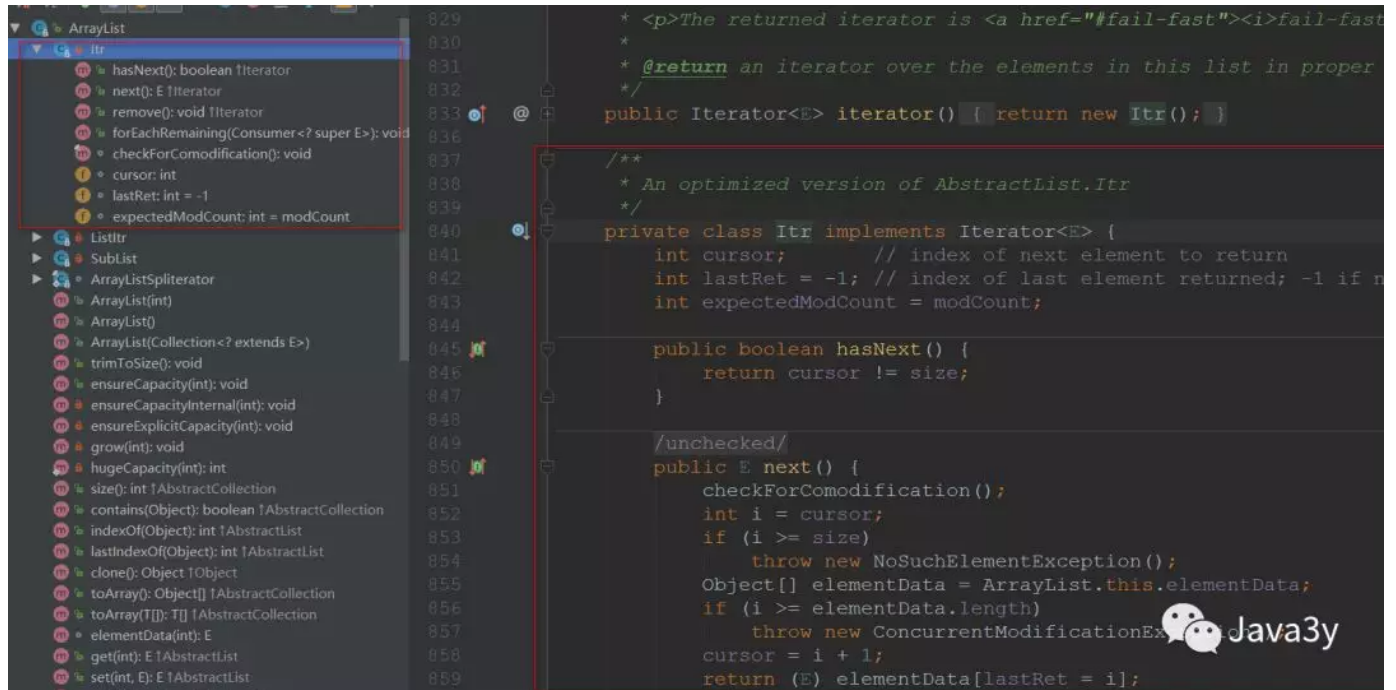 ArrayList
Itr
hasNext(): boolean ↑Iterator
next(): E ↑Iterator
remove(): void ↑Iterator
forEachRemaining(Consumer<? super E>): void
checkForComodification(): void
cursor: int
lastRet: int = -1
expectedModCount: int = modCount
ListItr
SubList
ArrayListSpliterator
ArrayList(int)
ArrayList()
ArrayList(Collection<? extends E>)
trimToSize(): void
ensureCapacity(int): void
ensureCapacityInternal(int): void
ensureExplicitCapacity(int): void
grow(int): void
hugeCapacity(int): int
size(): int ↑AbstractCollection
contains(Object): boolean ↑AbstractCollection
indexOf(Object): int ↑AbstractList
lastIndexOf(Object): int ↑AbstractList
clone(): Object ↑Object
toArray(): Object[] ↑AbstractCollection
toArray(T[]): T[] ↑AbstractCollection
elementData(int): E
get(int): E ↑AbstractList
set(int, E): E ↑AbstractList
829 * <p>The returned iterator is <a href="#fail-fast"><i>fail-fast
830 *
831 * @return an iterator over the elements in this list in proper
832 */
833 @ public Iterator<E> iterator() { return new Itr(); }
836
837 /**
838 * An optimized version of AbstractList.Itr
839 */
840 private class Itr implements Iterator<E> {
841 int cursor; // index of next element to return
842 int lastRet = -1; // index of last element returned; -1 if n
843 int expectedModCount = modCount;
844
845 public boolean hasNext() {
846 return cursor != size;
847 }
848
849 /unchecked/
850 public E next() {
851 checkForComodification();
852 int i = cursor;
853 if (i >= size)
854 throw new NoSuchElementException();
855 Object[] elementData = ArrayList.this.elementData;
856 if (i >= elementData.length)
857 throw new
858 cursor = i + 1;
859 return (E) elementData[lastRet = i];
Java3y